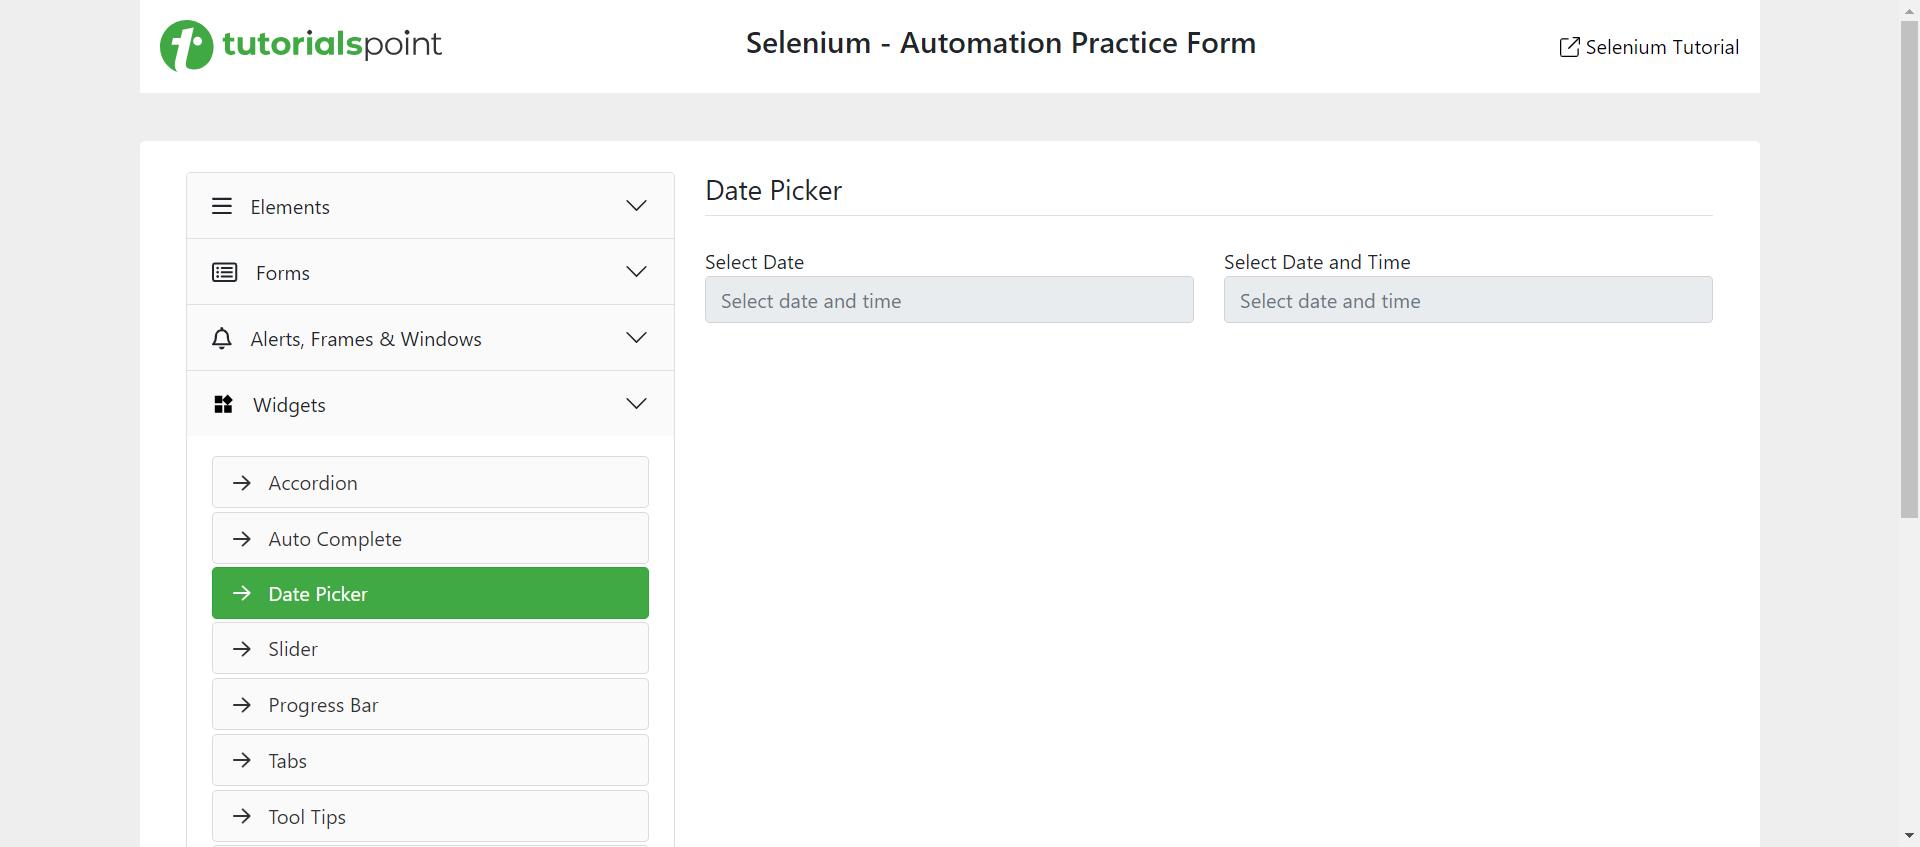 tutorialspoint
Selenium - Automation Practice Form
Selenium Tutorial
Elements
Forms
Alerts, Frames & Windows
Widgets
Accordion
Auto Complete
Date Picker
Slider
Progress Bar
Tabs
Tool Tips
Date Picker
Select Date
Select date and time
Select Date and Time
Select date and time